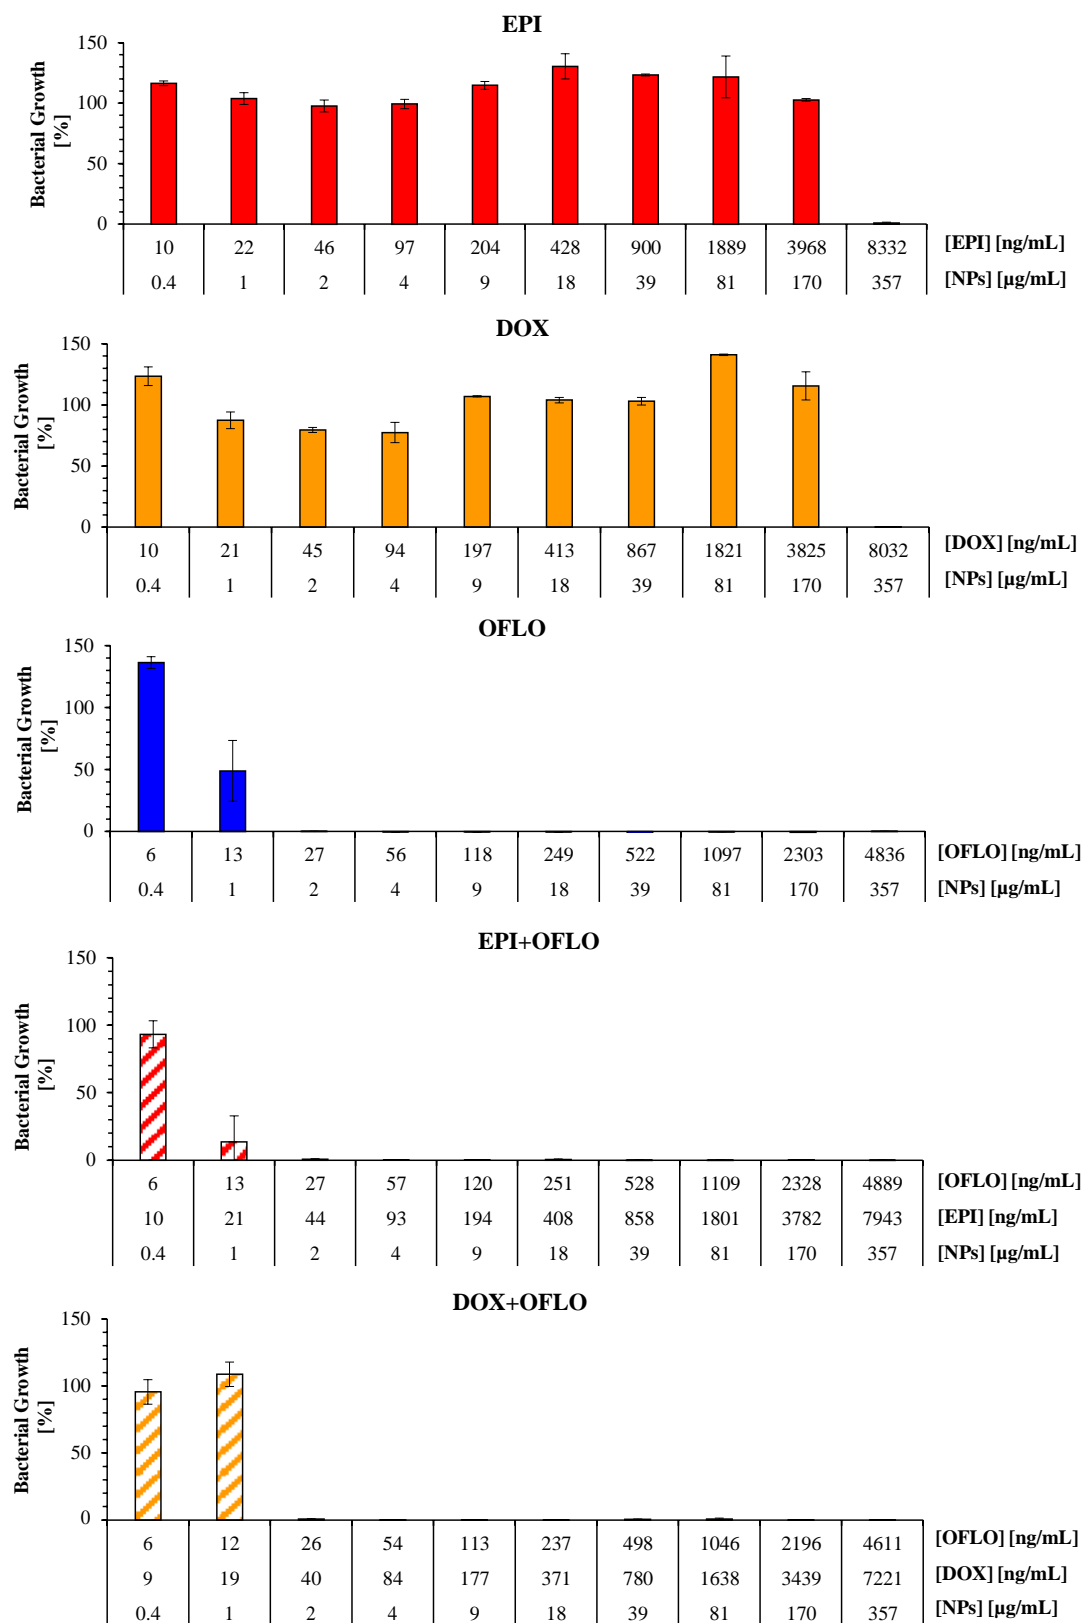 EPI
Bacterial Growth
[%]
150
100
50
0
10 22 46 97 204 428 900 1889 3968 8332 [EPI] [ng/mL]
0.4 1 2 4 9 18 39 81 170 357 [NPs] [µg/mL]
DOX
Bacterial Growth
[%]
150
100
50
0
10 21 45 94 197 413 867 1821 3825 8032 [DOX] [ng/mL]
0.4 1 2 4 9 18 39 81 170 357 [NPs] [µg/mL]
OFLO
Bacterial Growth
[%]
150
100
50
0
6 13 27 56 118 249 522 1097 2303 4836 [OFLO] [ng/mL]
0.4 1 2 4 9 18 39 81 170 357 [NPs] [µg/mL]
EPI+OFLO
Bacterial Growth
[%]
150
100
50
0
6 13 27 57 120 251 528 1109 2328 4889 [OFLO] [ng/mL]
10 21 44 93 194 408 858 1801 3782 7943 [EPI] [ng/mL]
0.4 1 2 4 9 18 39 81 170 357 [NPs] [µg/mL]
DOX+OFLO
Bacterial Growth
[%]
150
100
50
0
6 12 26 54 113 237 498 1046 2196 4611 [OFLO] [ng/mL]
9 19 40 84 177 371 780 1638 3439 7221 [DOX] [ng/mL]
0.4 1 2 4 9 18 39 81 170 357 [NPs] [µg/mL]